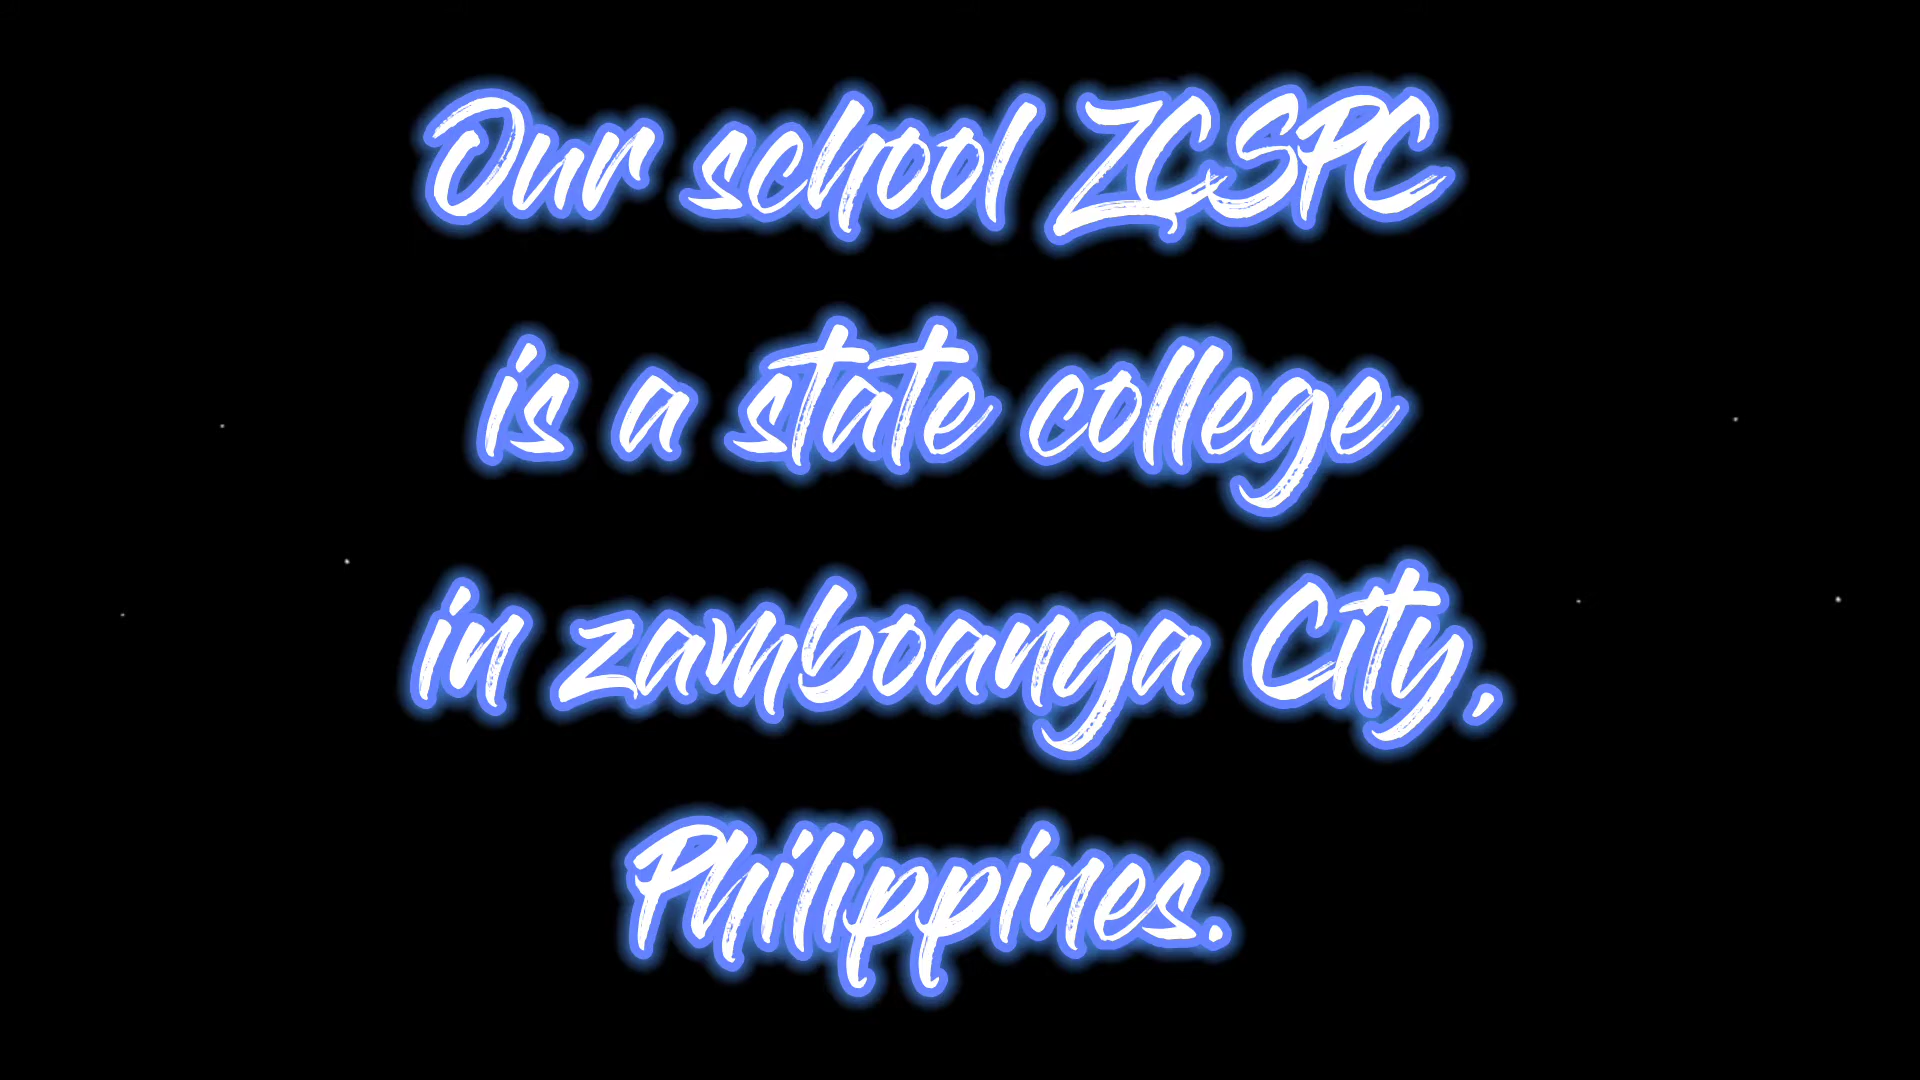 Our school ZCSPC
is a state college
in zamboanga City,
Philippines.